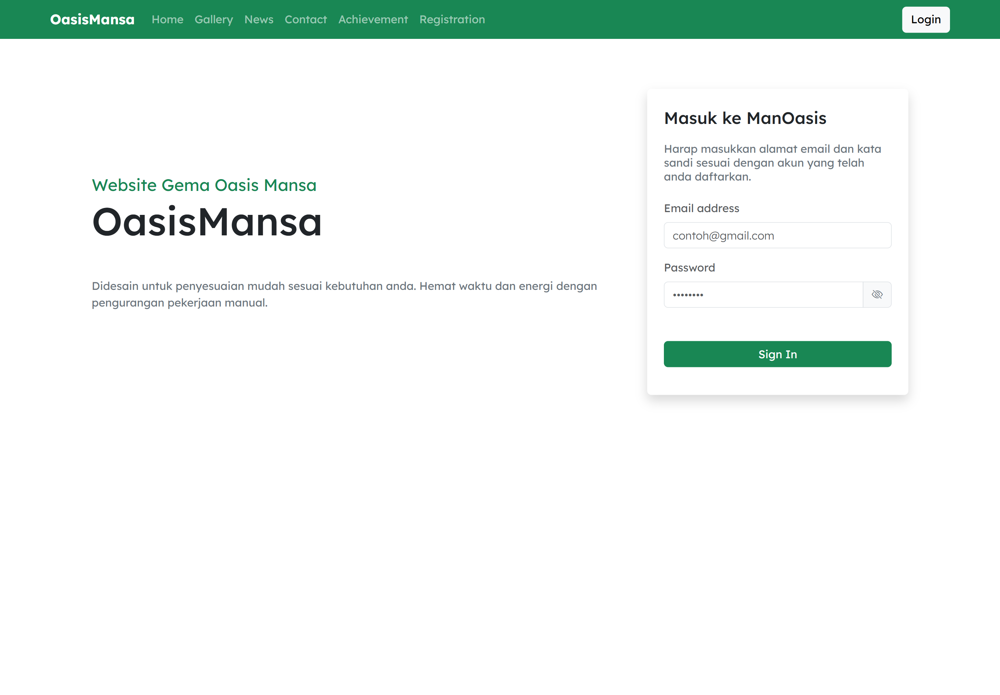 OasisMansa Home Gallery News Contact Achievement Registration Login
Website Gema Oasis Mansa
OasisMansa
Didesain untuk penyesuaian mudah sesuai kebutuhan anda. Hemat waktu dan energi dengan
pengurangan pekerjaan manual.
Masuk ke ManOasis
Harap masukkan alamat email dan kata
sandi sesuai dengan akun yang telah
anda daftarkan.
Email address
contoh@gmail.com
Password
••••••••
Sign In